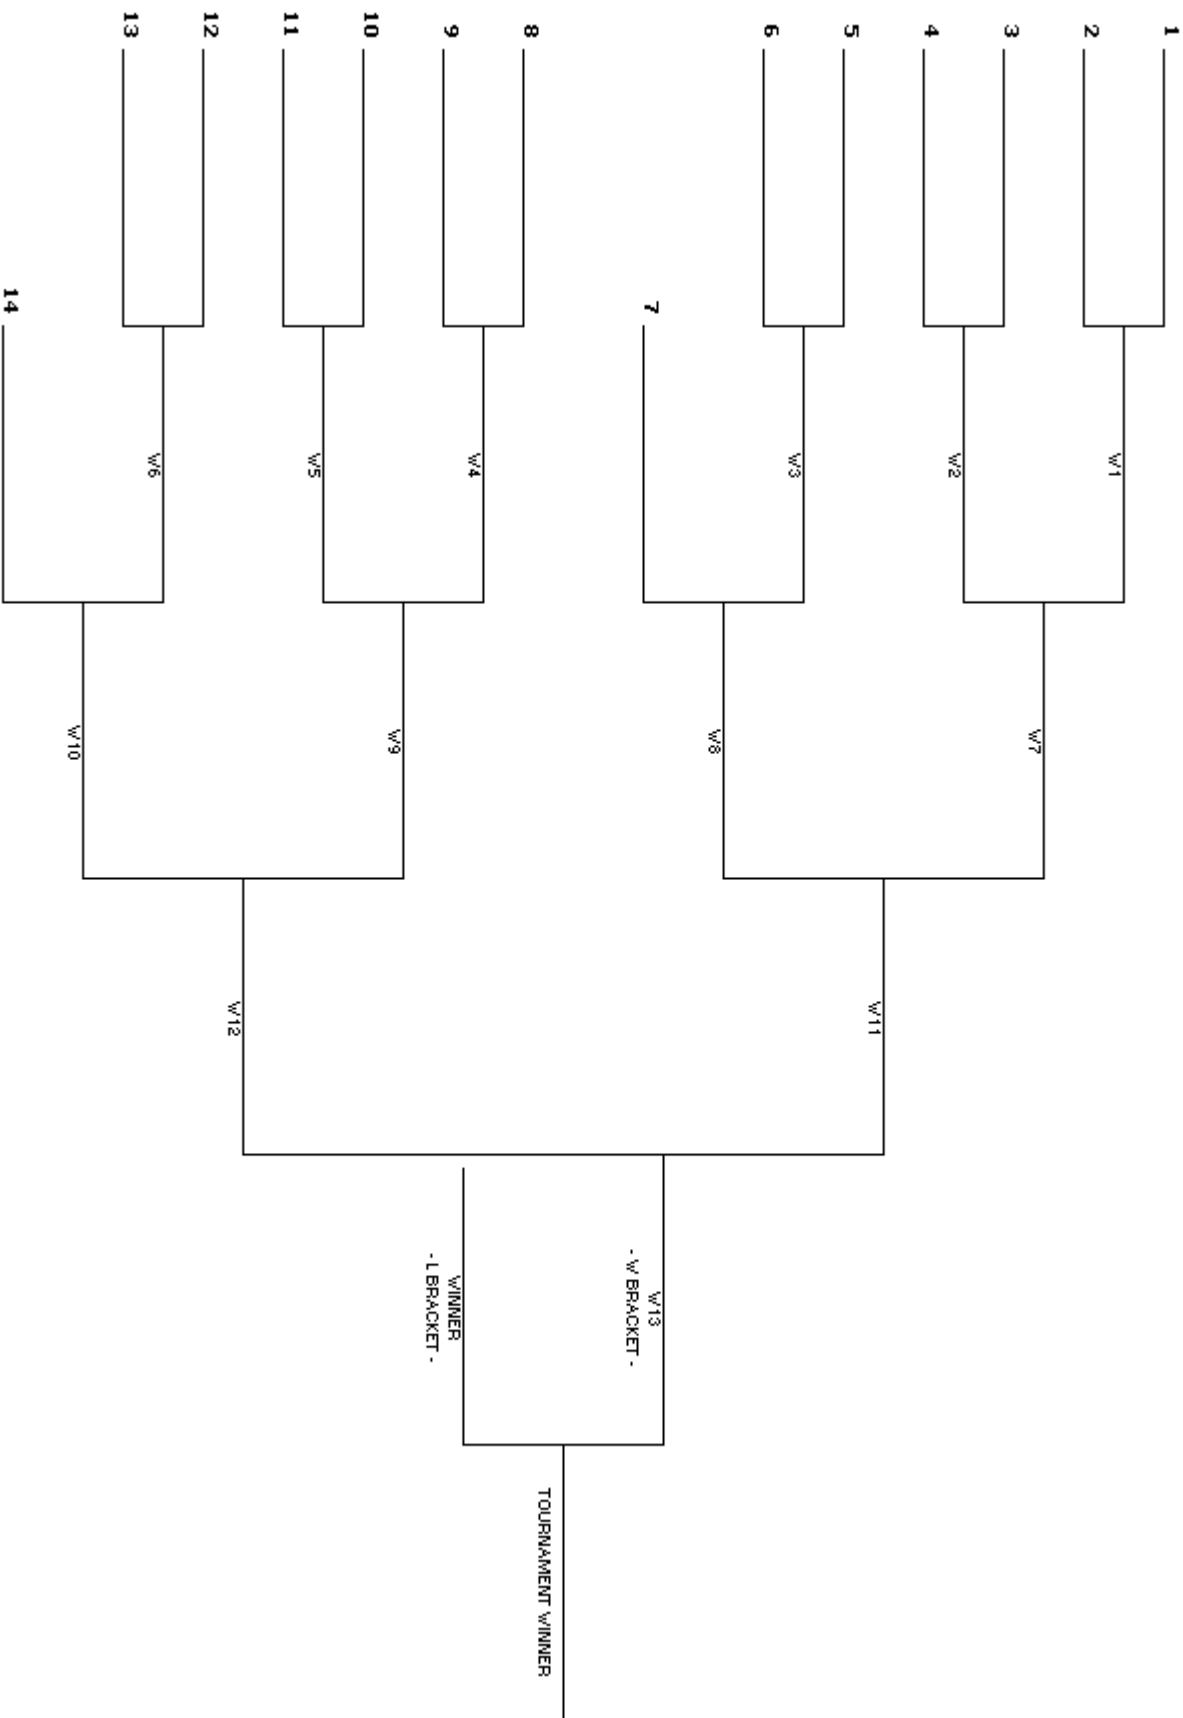 1
2
3
4
5
6
7
8
9
10
11
12
13
14
W1
W2
W3
W4
W5
W6
W7
W8
W9
W10
W11
W12
W13
- W BRACKET -
WINNER
- L BRACKET -
TOURNAMENT WINNER